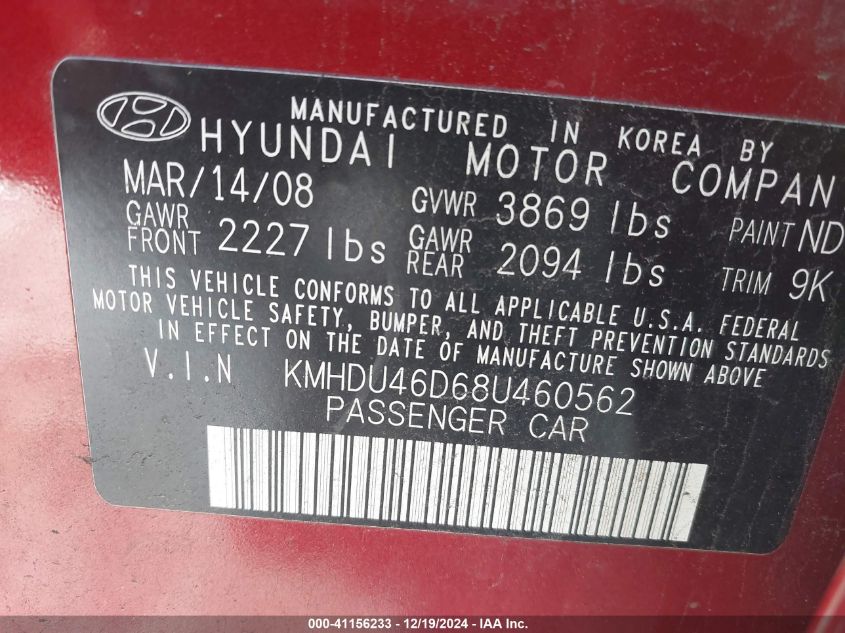 MANUFACTURED IN KOREA BY
HYUNDAI MOTOR COMPAN
MAR/14/08 GVWR 3869 lbs PAINT ND
GAWR FRONT 2227 lbs GAWR REAR 2094 lbs TRIM 9K
THIS VEHICLE CONFORMS TO ALL APPLICABLE U.S.A. FEDERAL
MOTOR VEHICLE SAFETY, BUMPER, AND THEFT PREVENTION STANDARDS
IN EFFECT ON THE DATE OF MANUFACTURE SHOWN ABOVE
V.I.N KMHDU46D68U460562
PASSENGER CAR
000-41156233 - 12/19/2024 - IAA Inc.